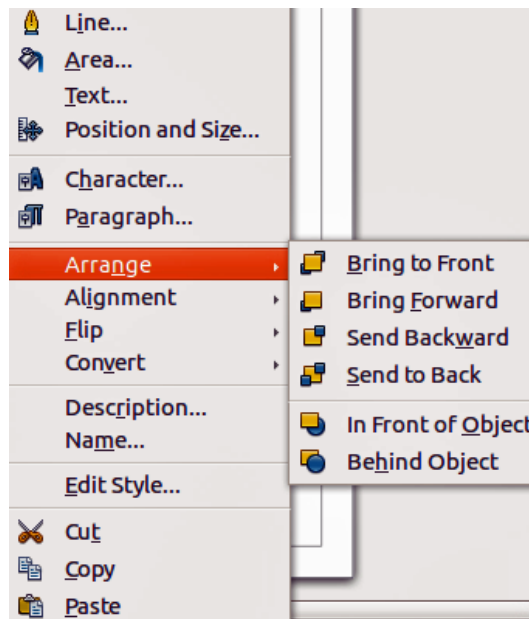 Line...
Area...
Text...
Position and Size...
Character...
Paragraph...
Arrange
Alignment
Flip
Convert
Description...
Name...
Edit Style...
Cut
Copy
Paste
Bring to Front
Bring Forward
Send Backward
Send to Back
In Front of Object
Behind Object